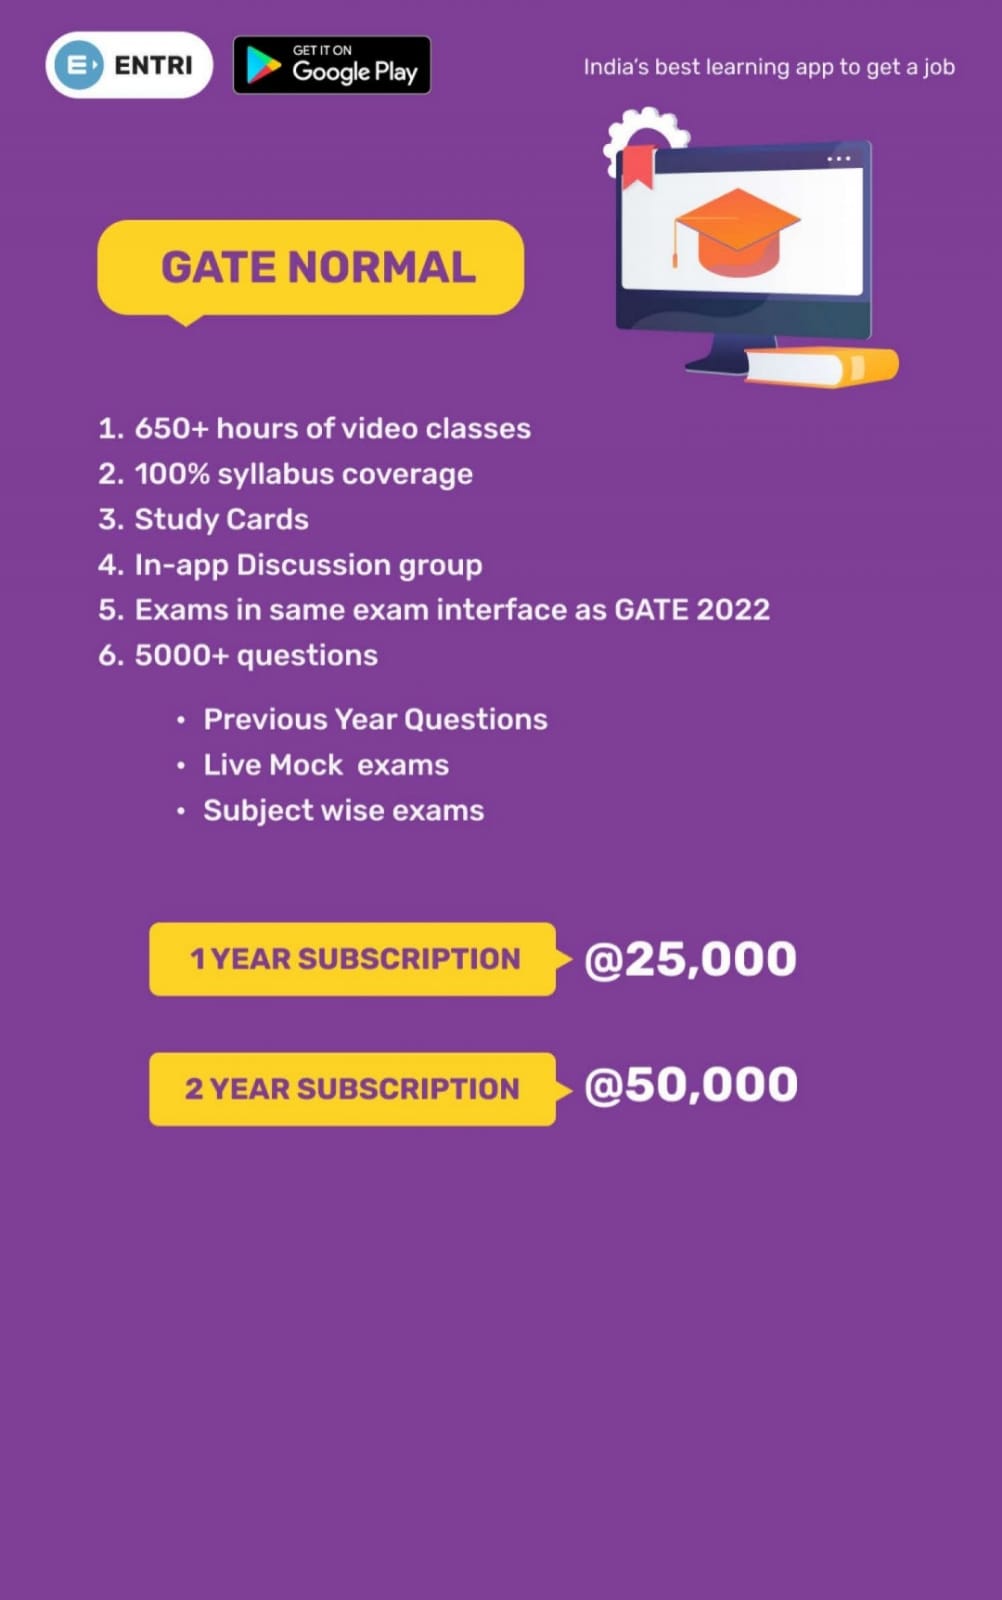 ENTRI
GET IT ON
Google Play
India's best learning app to get a job
GATE NORMAL
1. 650+ hours of video classes
2. 100% syllabus coverage
3. Study Cards
4. In-app Discussion group
5. Exams in same exam interface as GATE 2022
6. 5000+ questions
• Previous Year Questions
• Live Mock exams
• Subject wise exams
1 YEAR SUBSCRIPTION @25,000
2 YEAR SUBSCRIPTION @50,000